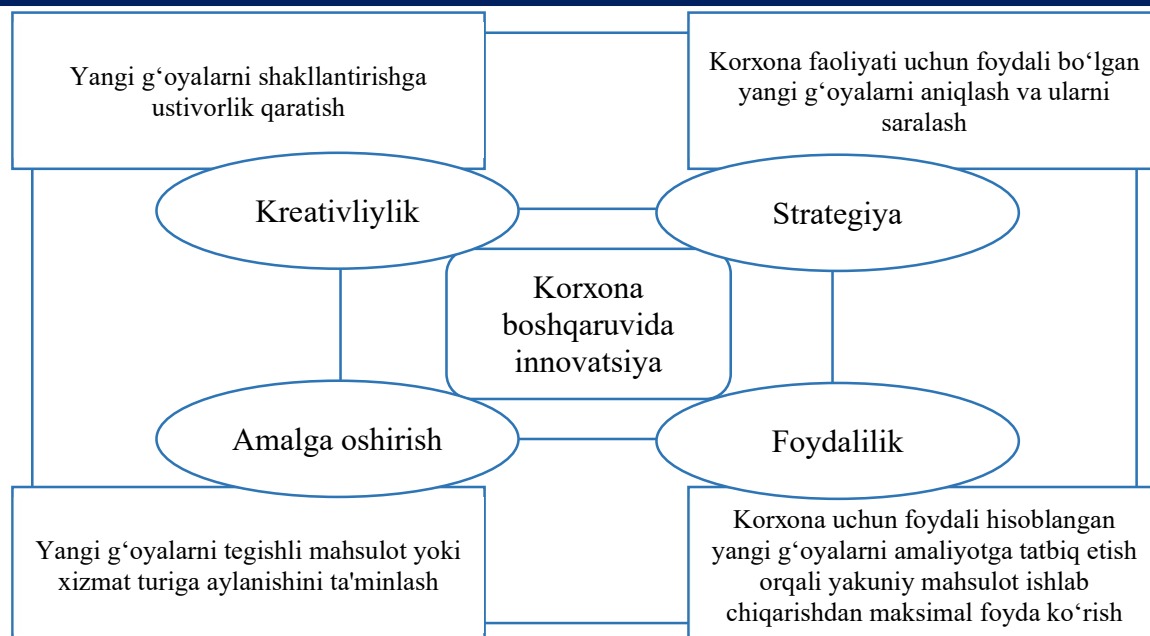 Yangi g‘oyalarni shakllantirishga
ustivorlik qaratish
Korxona faoliyati uchun foydali bo‘lgan
yangi g‘oyalarni aniqlash va ularni
saralash
Kreativliylik
Strategiya
Korxona
boshqaruvida
innovatsiya
Amalga oshirish
Foydalilik
Yangi g‘oyalarni tegishli mahsulot yoki
xizmat turiga aylanishini ta'minlash
Korxona uchun foydali hisoblangan
yangi g‘oyalarni amaliyotga tatbiq etish
orqali yakuniy mahsulot ishlab
chiqarishdan maksimal foyda ko‘rish